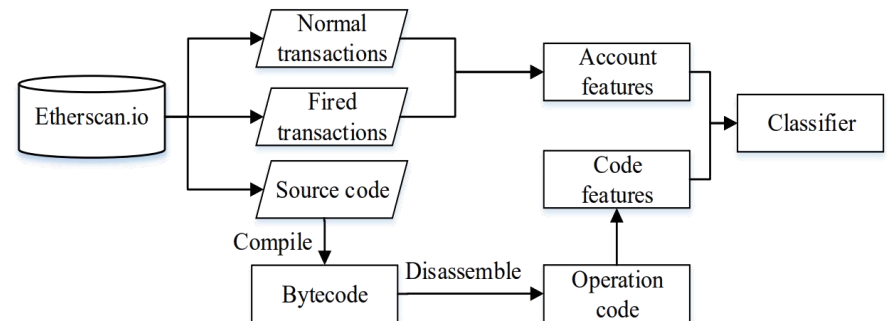 Etherscan.io
Normal
transactions
Fired
transactions
Source code
Compile
Bytecode
Disassemble
Operation
code
Account
features
Code
features
Classifier